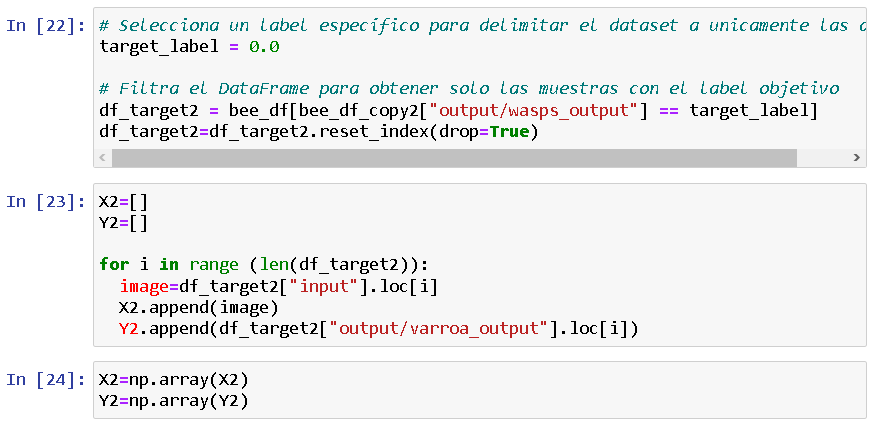 In [22]:
# Selecciona un label específico para delimitar el dataset a unicamente las
target_label = 0.0
# Filtra el DataFrame para obtener solo las muestras con el label objetivo
df_target2 = bee_df[bee_df_copy2["output/wasps_output"] == target_label]
df_target2=df_target2.reset_index(drop=True)
In [23]:
X2=[]
Y2=[]
for i in range (len(df_target2)):
image=df_target2["input"].loc[i]
X2.append(image)
Y2.append(df_target2["output/varroa_output"].loc[i])
In [24]:
X2=np.array(X2)
Y2=np.array(Y2)